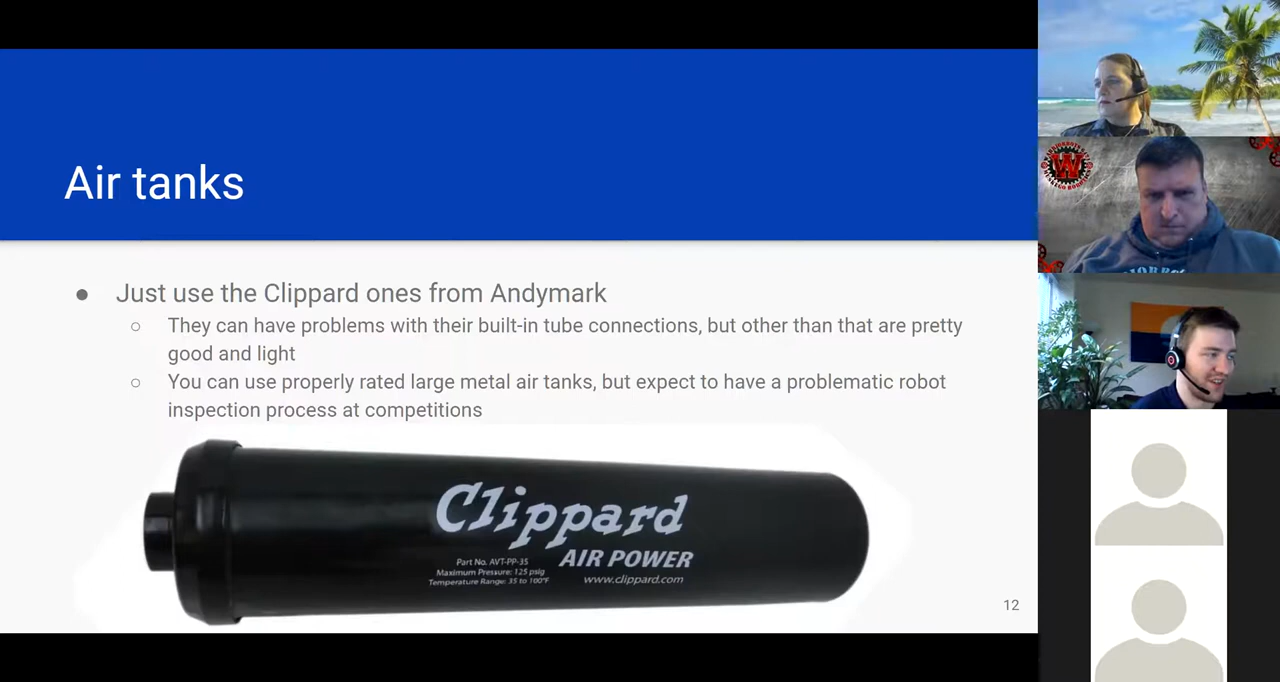 Air tanks
● Just use the Clippard ones from Andymark
○ They can have problems with their built-in tube connections, but other than that are pretty
good and light
○ You can use properly rated large metal air tanks, but expect to have a problematic robot
inspection process at competitions
Clippard
AIR POWER
Part No. AVT-PP-35
Maximum Pressure: 125 psig
Temperature Range: 35 to 100°F
www.clippard.com
12
W